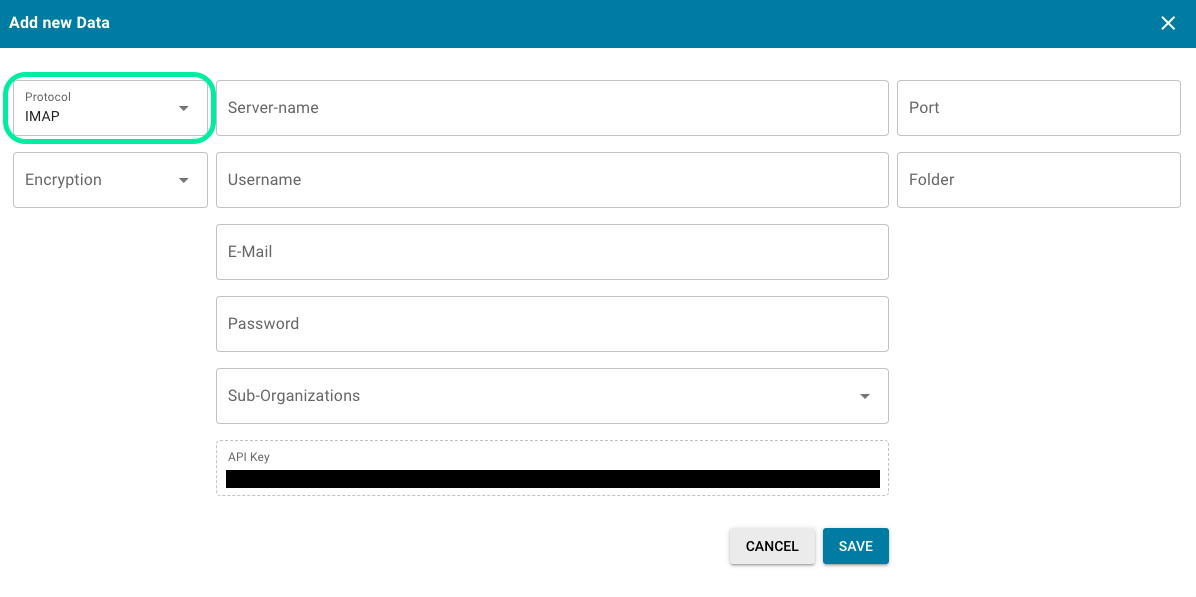 Add new Data
Protocol
IMAP
Server-name
Port
Encryption
Username
Folder
E-Mail
Password
Sub-Organizations
API Key
CANCEL
SAVE